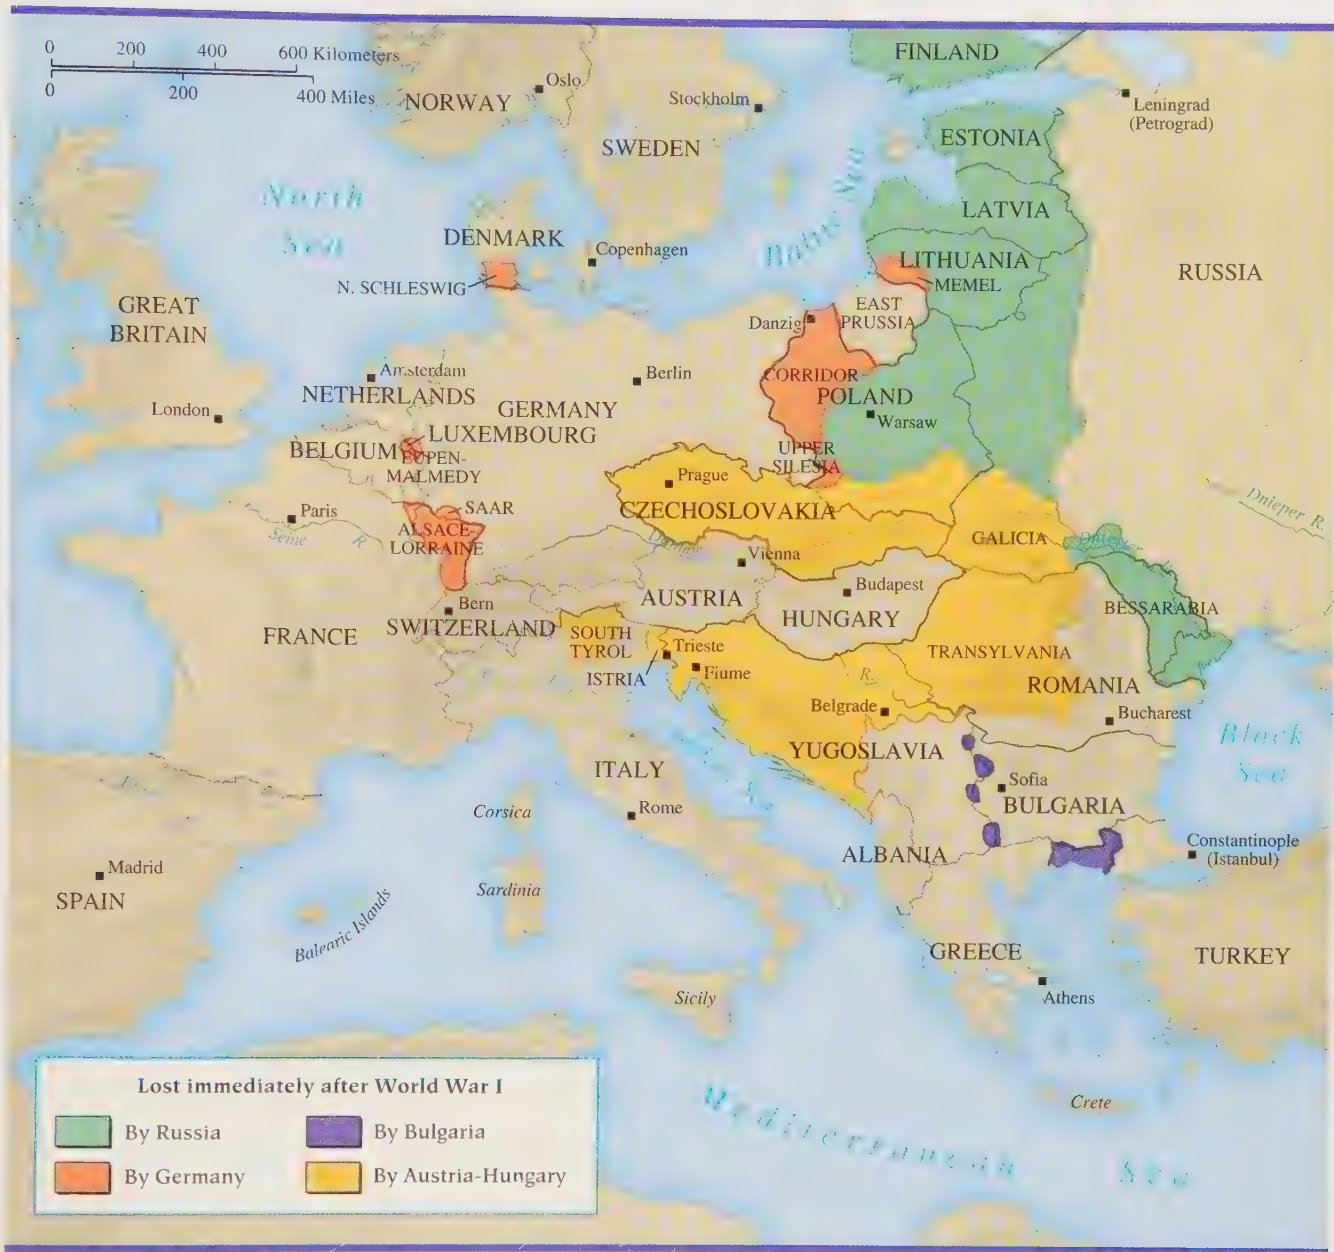 0 200 400 600 Kilometers
0 200 400 Miles
FINLAND
Oslo
NORWAY
Stockholm
Leningrad
(Petrograd)
SWEDEN
ESTONIA
North
Sea
Baltic Sea
LATVIA
DENMARK
Copenhagen
LITHUANIA
MEMEL
RUSSIA
N. SCHLESWIG
GREAT
BRITAIN
EAST
PRUSSIA
Danzig
Amsterdam
NETHERLANDS
Berlin
CORRIDOR
POLAND
Warsaw
London
GERMANY
BELGIUM
LUXEMBOURG
EUPEN-
MALMEDY
UPPER
SILESIA
Prague
CZECHOSLOVAKIA
Paris
Seine R.
SAAR
ALSACE-
LORRAINE
Dnieper R.
GALICIA
Vienna
Budapest
AUSTRIA
HUNGARY
BESSARABIA
Bern
SWITZERLAND
FRANCE
SOUTH
TYROL
Trieste
ISTRIA
Fiume
TRANSYLVANIA
R.
ROMANIA
Belgrade
Bucharest
YUGOSLAVIA
Black
Sea
ITALY
Sofia
BULGARIA
Corsica
Rome
Constantinople
(Istanbul)
ALBANIA
Madrid
SPAIN
Sardinia
Balearic Islands
GREECE
TURKEY
Sicily
Athens
Crete
Mediterranean Sea
Lost immediately after World War I
By Russia
By Bulgaria
By Germany
By Austria-Hungary